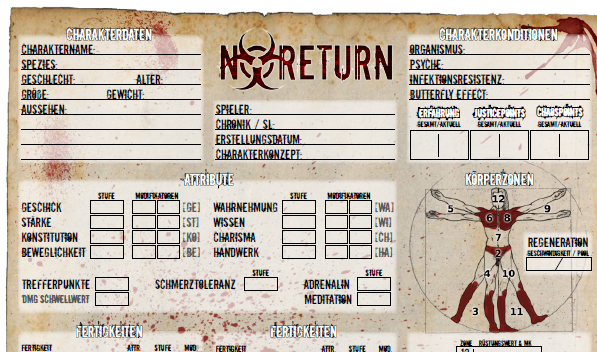 CHARAKTERDATEN
CHARAKTERNAME:
SPEZIES:
GESCHLECHT: ALTER:
GRÖßE: GEWICHT:
AUSSEHEN:
NO RETURN
SPIELER:
CHRONIK / SL:
ERSTELLUNGSDATUM:
CHARAKTERKONZEPT:
CHARAKTERKONDITIONEN
ORGANISMUS:
PSYCHE:
INFEKTIONSRESISTENZ:
BUTTERFLY EFFECT:
ERFAHRUNG JUSTICEPOINTS CHAOSPOINTS
GESAMT/AKTUELL GESAMT/AKTUELL GESAMT/AKTUELL
ATTRIBUTE
STUFE MODIFIKATOREN STUFE MODIFIKATOREN
GESCHICK [GE] WAHRNEHMUNG [WA]
STÄRKE [ST] WISSEN [WI]
KONSTITUTION [KO] CHARISMA [CH]
BEWEGLICHKEIT [BE] HANDWERK [HA]
STUFE STUFE
TREFFERPUNKTE SCHMERZTOLERANZ ADRENALIN
DMG SCHWELLWERT MEDITATION
KÖRPERZONEN
12
5 9
6 8
7
2
4 10
3 11
REGENERATION
GESCHWINDIGKEIT / POOL
FERTIGKEITEN FERTIGKEITEN
FERTIGKEIT ATTR STUFE MOD FERTIGKEIT ATTR STUFE MOD
ZONE RÜSTUNGSWERT & MK